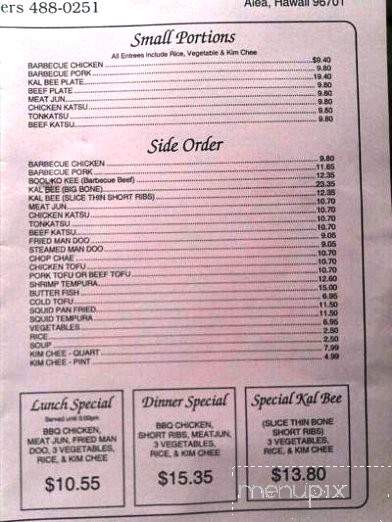 ers 488-0251
Aiea, Hawaii 96701
Small Portions
All Entrees include Rice, Vegetable & Kim Chee
BARBECUE CHICKEN $9.40
BARBECUE PORK 9.80
KAL BEE PLATE 19.40
BEEF PLATE 9.80
MEAT JUN 9.80
CHICKEN KATSU 9.80
TONKATSU 9.80
BEEF KATSU 9.80
Side Order
BARBECUE CHICKEN 9.80
BARBECUE PORK 11.65
BOOL KO KEE (Barbecue Beef) 12.35
KAL BEE (BIG BONE) 23.35
KAL BEE (SLICE THIN SHORT RIBS) 12.35
MEAT JUN 10.70
CHICKEN KATSU 10.70
TONKATSU 10.70
BEEF KATSU 10.70
FRIED MAN DOO 9.05
STEAMED MAN DOO 9.05
CHOP CHAE 10.70
CHICKEN TOFU 10.70
PORK TOFU OR BEEF TOFU 10.70
SHRIMP TEMPURA 12.60
BUTTER FISH 15.00
COLD TOFU 6.95
SQUID PAN FRIED 11.50
SQUID TEMPURA 11.50
VEGETABLES 6.95
RICE 2.50
SOUP 2.50
KIM CHEE - QUART 7.99
KIM CHEE - PINT 4.99
Lunch Special
Served until 3:00pm
BBQ CHICKEN,
MEAT JUN, FRIED MAN
DOO, 3 VEGETABLES,
RICE, & KIM CHEE
$10.55
Dinner Special
BBQ CHICKEN,
SHORT RIBS, MEATJUN,
3 VEGETABLES,
RICE, & KIM CHEE
$15.35
Special Kal Bee
(SLICE THIN BONE
SHORT RIBS)
3 VEGETABLES,
RICE, & KIM CHEE
$13.80
menupix